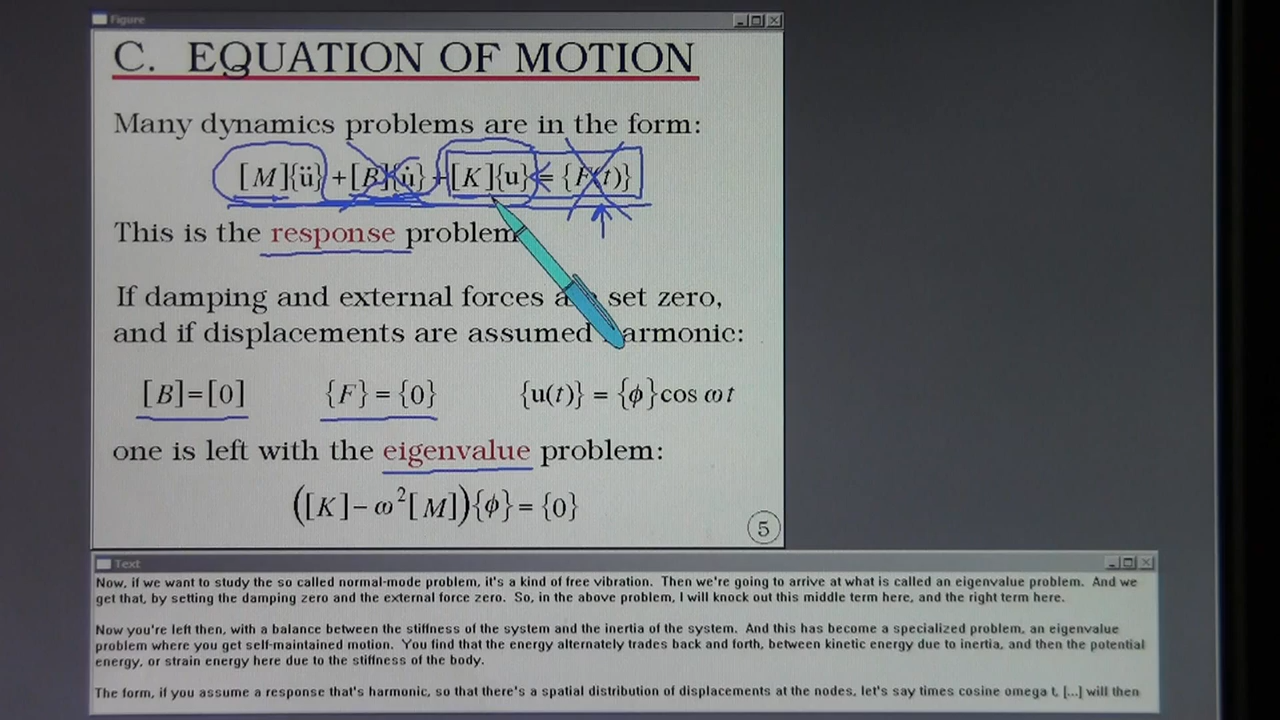 Figure
C. EQUATION OF MOTION
Many dynamics problems are in the form:
[M]{ü} + [B]{u̇} + [K]{u} = {F(t)}
This is the response problem
If damping and external forces set zero,
and if displacements are assumed harmonic:
[B]=[0] {F} = {0} {u(t)} = {ϕ}cos ωt
one is left with the eigenvalue problem:
([K]− ω²[M]){ϕ} = {0}
5
Text
Now, if we want to study the so called normal-mode problem, it's a kind of free vibration. Then we're going to arrive at what is called an eigenvalue problem. And we
get that, by setting the damping zero and the external force zero. So, in the above problem, I will knock out this middle term here, and the right term here.
Now you're left then, with a balance between the stiffness of the system and the inertia of the system. And this has become a specialized problem, an eigenvalue
problem where you get self-maintained motion. You find that the energy alternately trades back and forth, between kinetic energy due to inertia, and then the potential
energy, or strain energy here due to the stiffness of the body.
The form, if you assume a response that's harmonic, so that there's a spatial distribution of displacements at the nodes, let's say times cosine omega t, [...] will then